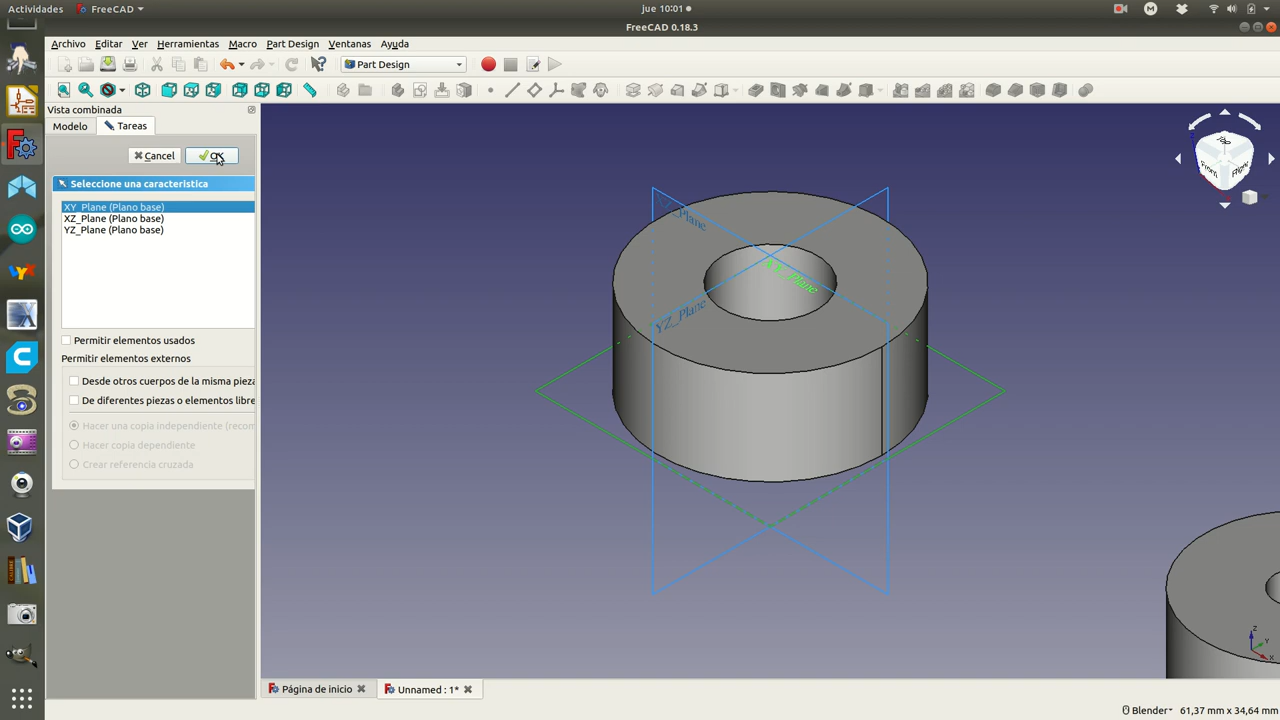 Actividades
FreeCAD
jue 10:01
FreeCAD 0.18.3
Archivo Editar Ver Herramientas Macro Part Design Ventanas Ayuda
Part Design
Vista combinada
Modelo Tareas
Cancel OK
Seleccione una caracteristica
XY_Plane (Plano base)
XZ_Plane (Plano base)
YZ_Plane (Plano base)
Permitir elementos usados
Permitir elementos externos
Desde otros cuerpos de la misma pieza
De diferentes piezas o elementos libre
Hacer una copia independiente (recom
Hacer copia dependiente
Crear referencia cruzada
XY_Plane
YZ_Plane
Front
Right
Z
Y
X
Página de inicio
Unnamed : 1*
Blender
61,37 mm x 34,64 mm